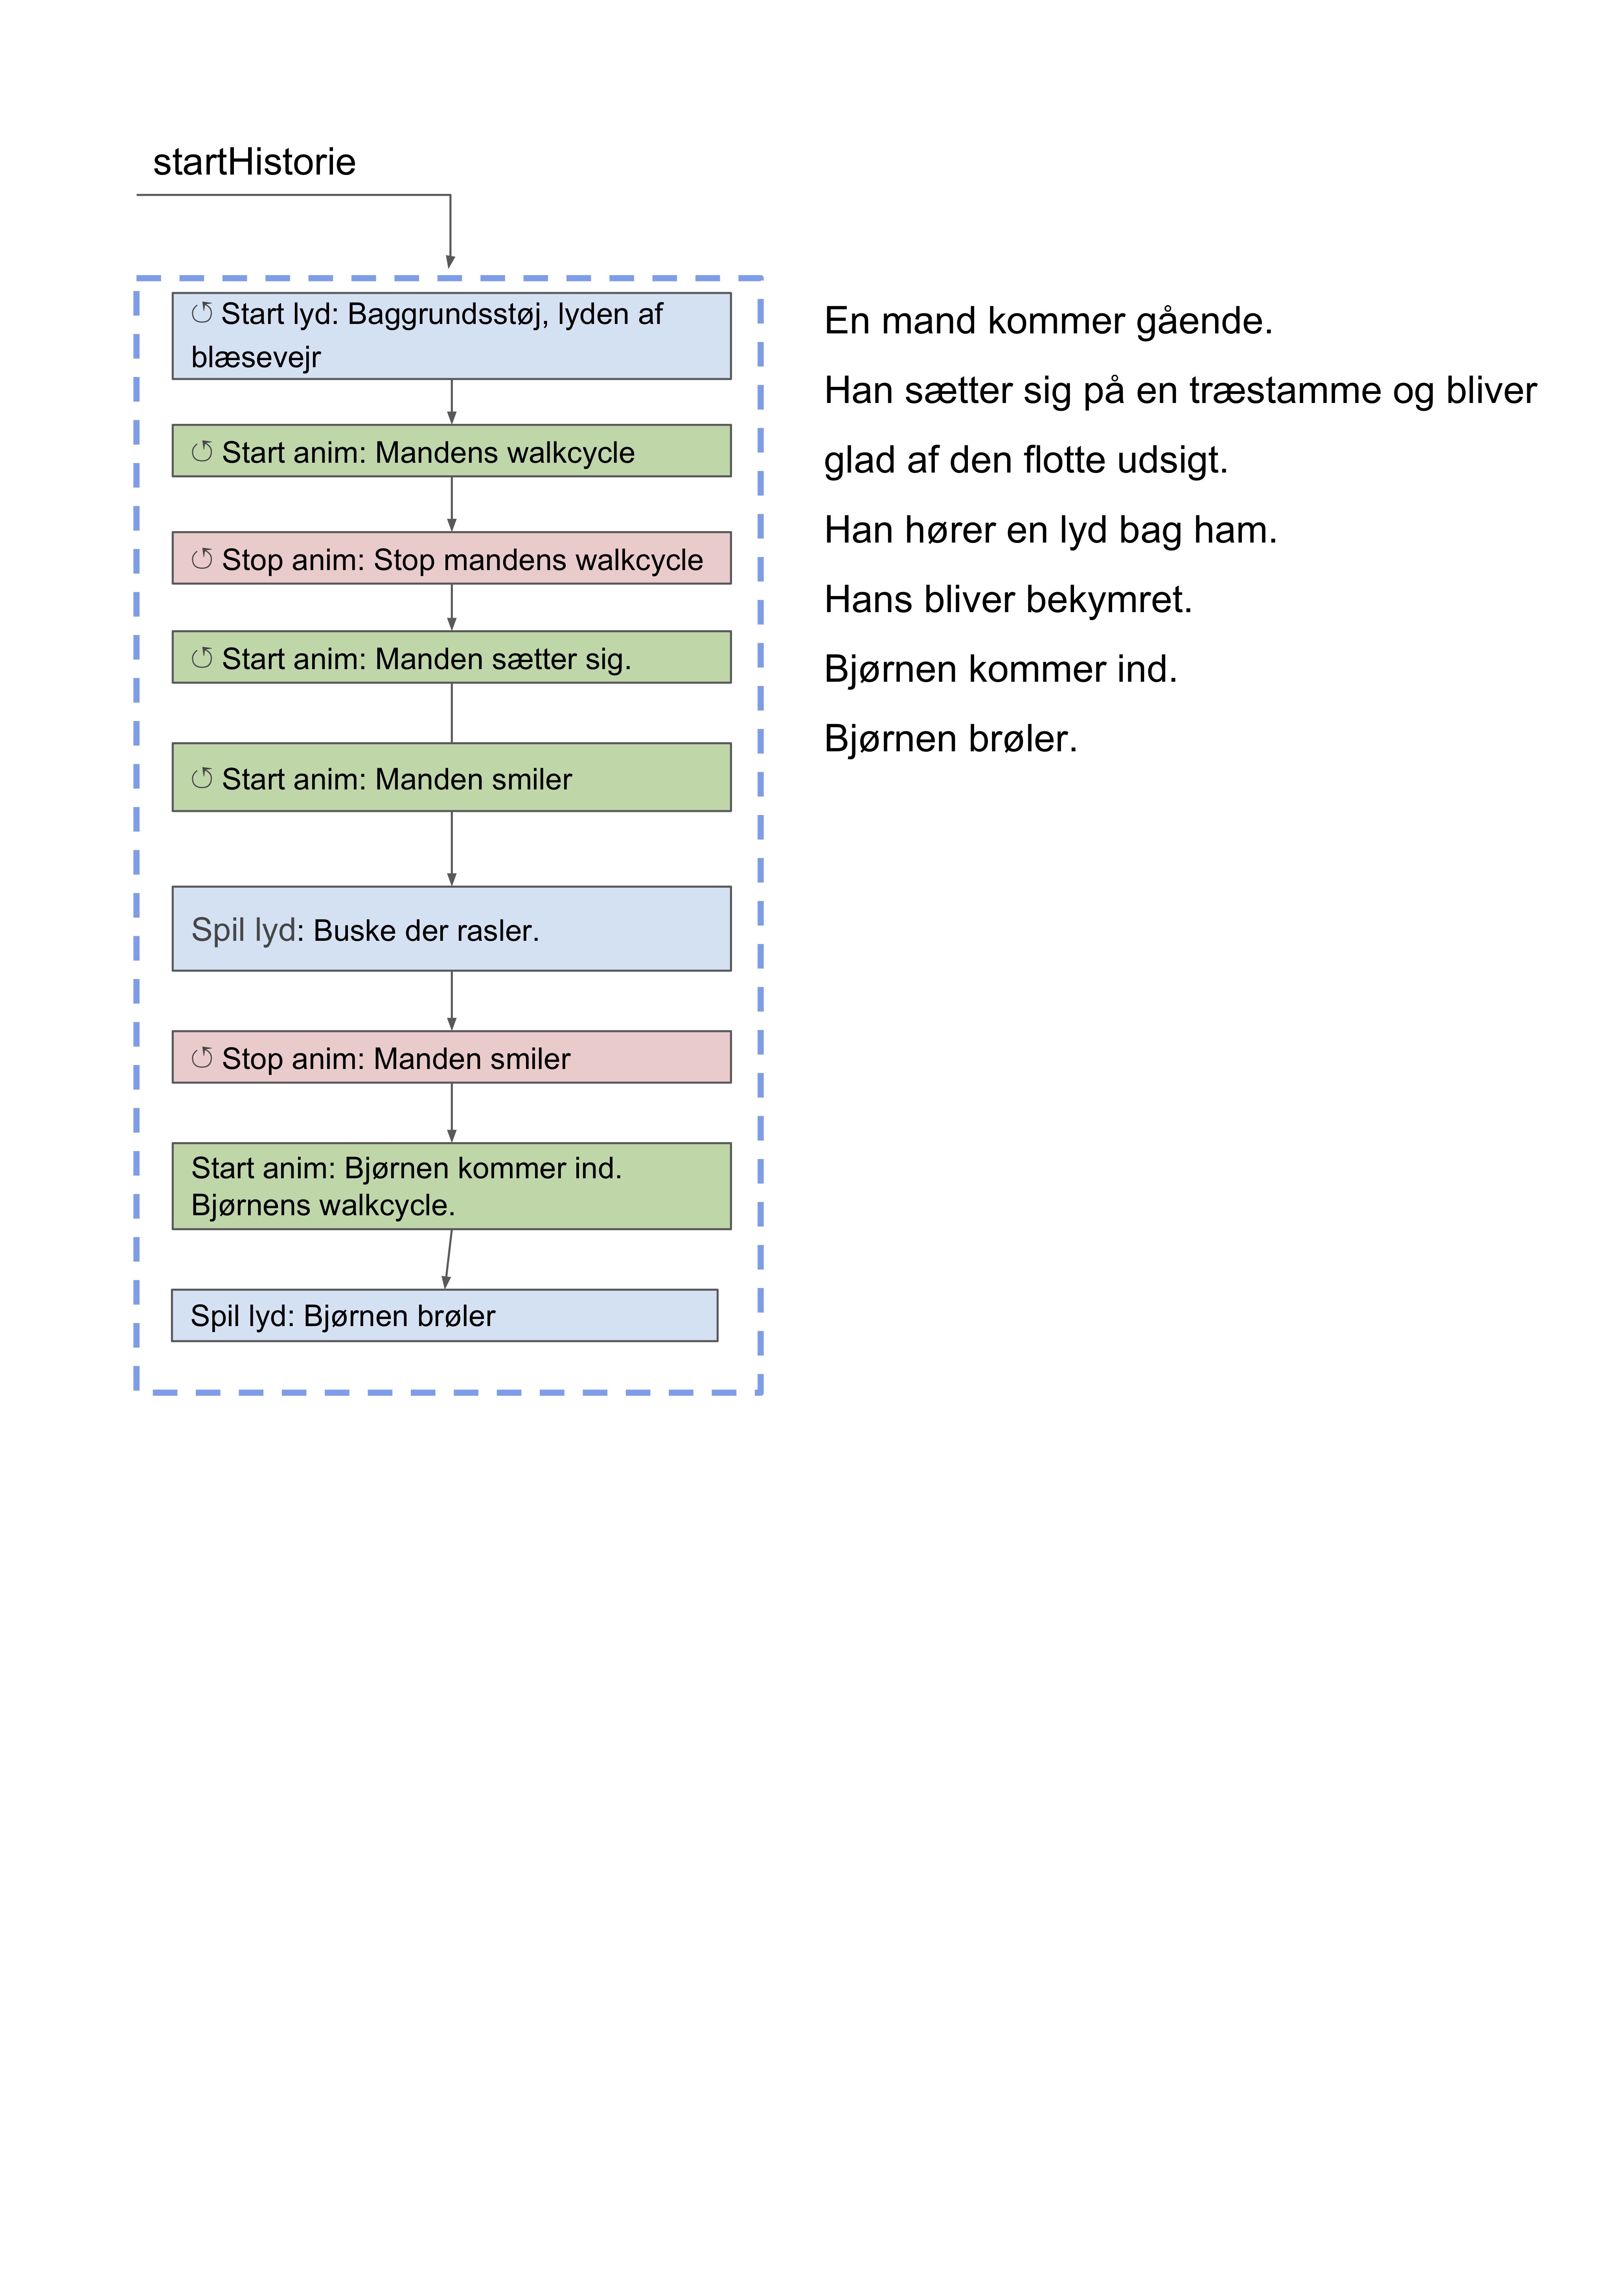 startHistorie
↺ Start lyd: Baggrundsstøj, lyden af
blæsevejr
↺ Start anim: Mandens walkcycle
↺ Stop anim: Stop mandens walkcycle
↺ Start anim: Manden sætter sig.
↺ Start anim: Manden smiler
Spil lyd: Buske der rasler.
↺ Stop anim: Manden smiler
Start anim: Bjørnen kommer ind.
Bjørnens walkcycle.
Spil lyd: Bjørnen brøler
En mand kommer gående.
Han sætter sig på en træstamme og bliver
glad af den flotte udsigt.
Han hører en lyd bag ham.
Hans bliver bekymret.
Bjørnen kommer ind.
Bjørnen brøler.